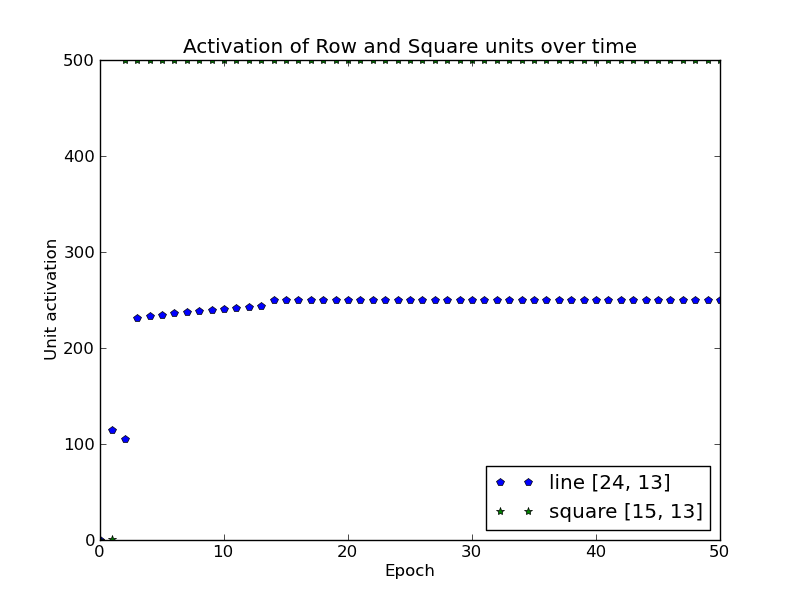 Activation of Row and Square units over time
500
400
300
200
100
0
Unit activation
0 10 20 30 40 50
Epoch
line [24, 13]
square [15, 13]